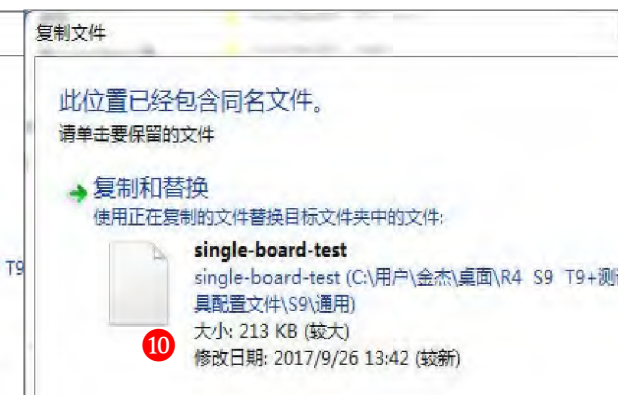 复制文件
此位置已经包含同名文件。
请单击要保留的文件
复制和替换
使用正在复制的文件替换目标文件夹中的文件:
single-board-test
single-board-test (C:\用户\金杰\桌面\R4 S9 T9+测
具配置文件\S9\通用)
大小: 213 KB (较大)
修改日期: 2017/9/26 13:42 (较新)
T9
10